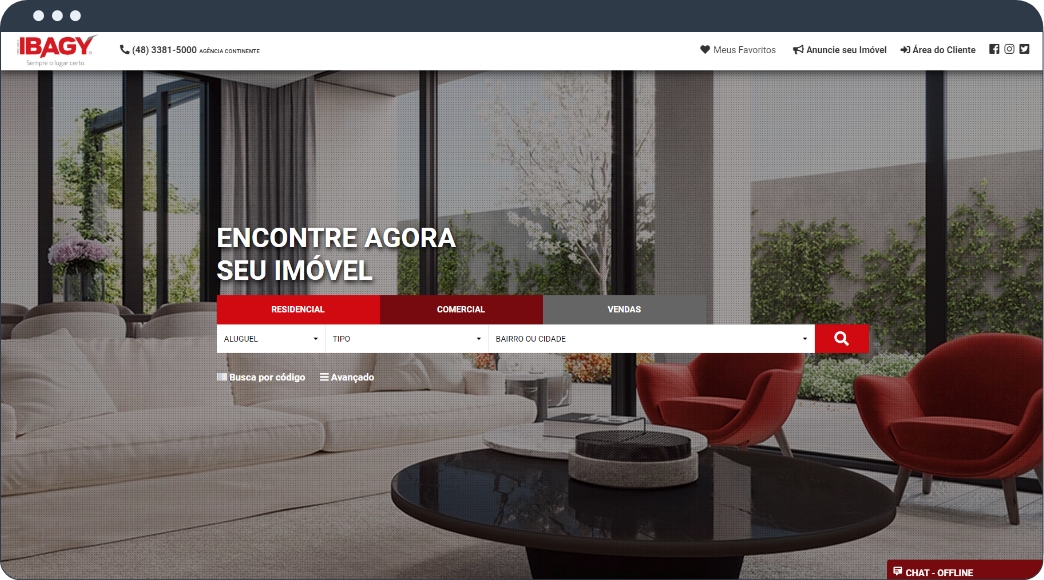 IBAGY
Sempre o lugar certo.
(48) 3381-5000 AGÊNCIA CONTINENTE
Meus Favoritos
Anuncie seu Imóvel
Área do Cliente
ENCONTRE AGORA
SEU IMÓVEL
RESIDENCIAL
COMERCIAL
VENDAS
ALUGUEL
TIPO
BAIRRO OU CIDADE
Busca por código
Avançado
CHAT - OFFLINE